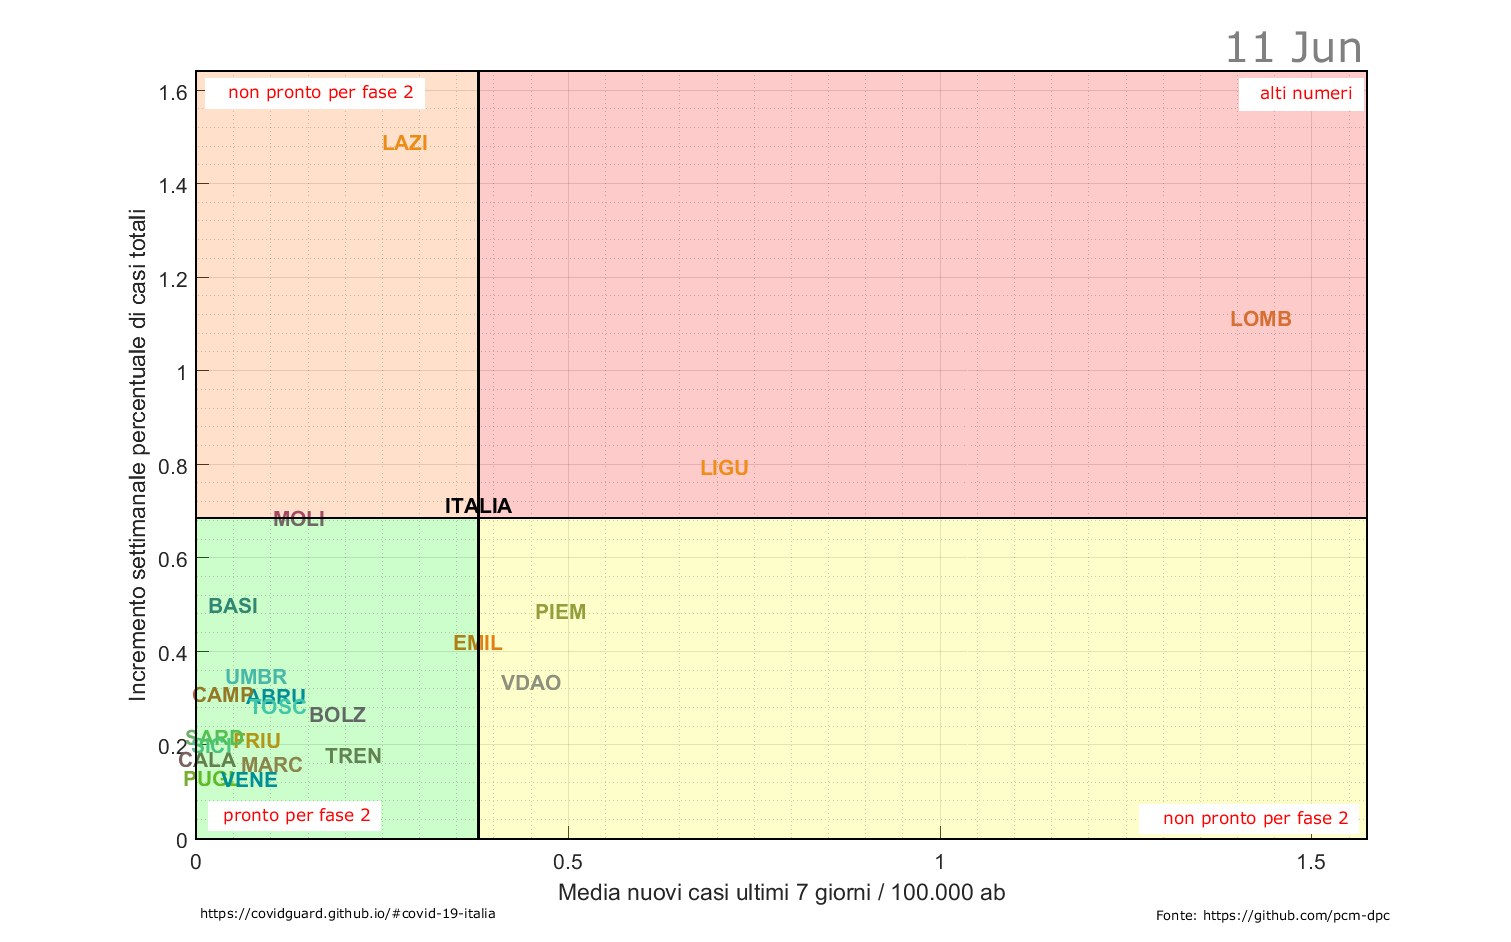 11 Jun
non pronto per fase 2
alti numeri
1.6
LAZI
1.4
1.2
LOMB
1
Incremento settimanale percentuale di casi totali
0.8
LIGU
ITALIA
MOLI
0.6
BASI
PIEM
EMIL
0.4
UMBR
VDAO
CAMP
ABRU
TOSC
BOLZ
SARD
FRIU
0.2
SICI
TREN
CALA
MARC
PUGL
VENE
pronto per fase 2
non pronto per fase 2
0
0 0.5 1 1.5
Media nuovi casi ultimi 7 giorni / 100.000 ab
https://covidguard.github.io/#covid-19-italia
Fonte: https://github.com/pcm-dpc